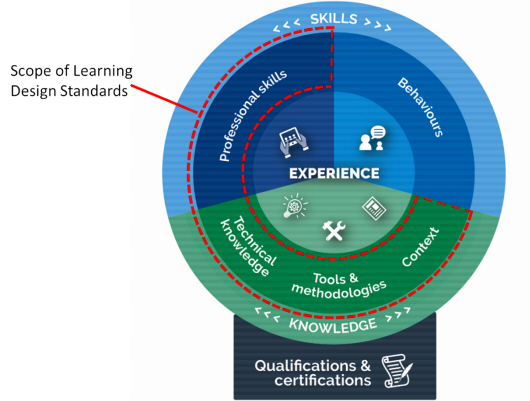 <<< SKILLS >>>
Scope of Learning
Design Standards
Professional skills
Behaviours
EXPERIENCE
Technical
knowledge
Tools &
methodologies
Context
<<< KNOWLEDGE >>>
Qualifications &
certifications